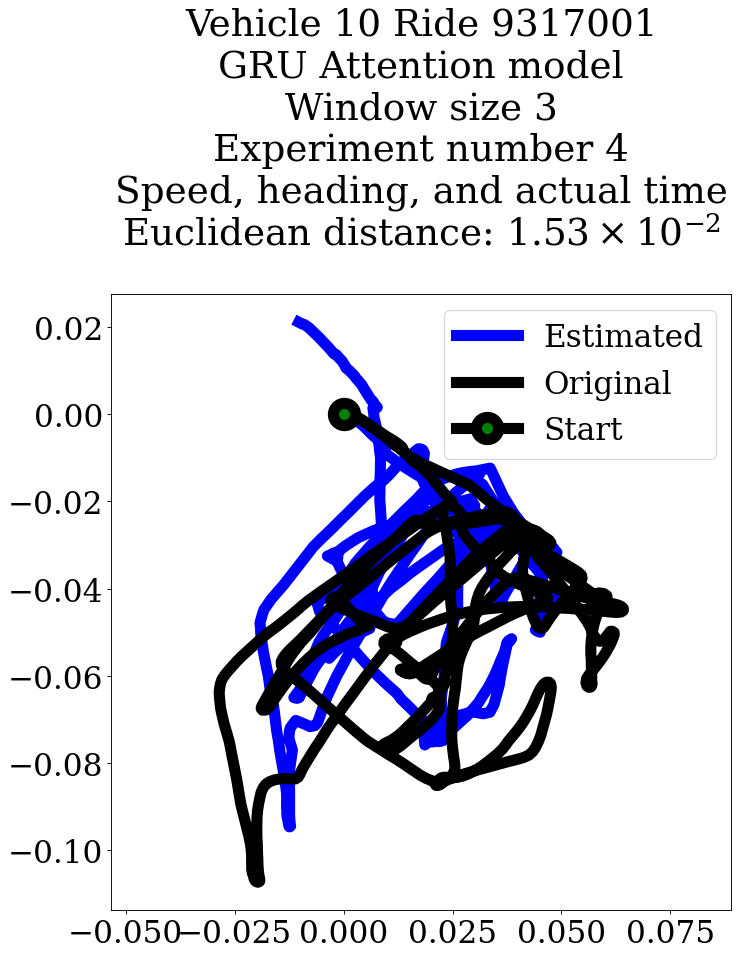 Vehicle 10 Ride 9317001
GRU Attention model
Window size 3
Experiment number 4
Speed, heading, and actual time
Euclidean distance: 1.53 × 10⁻²
Estimated
Original
Start
0.02
0.00
−0.02
−0.04
−0.06
−0.08
−0.10
−0.050 −0.025 0.000 0.025 0.050 0.075